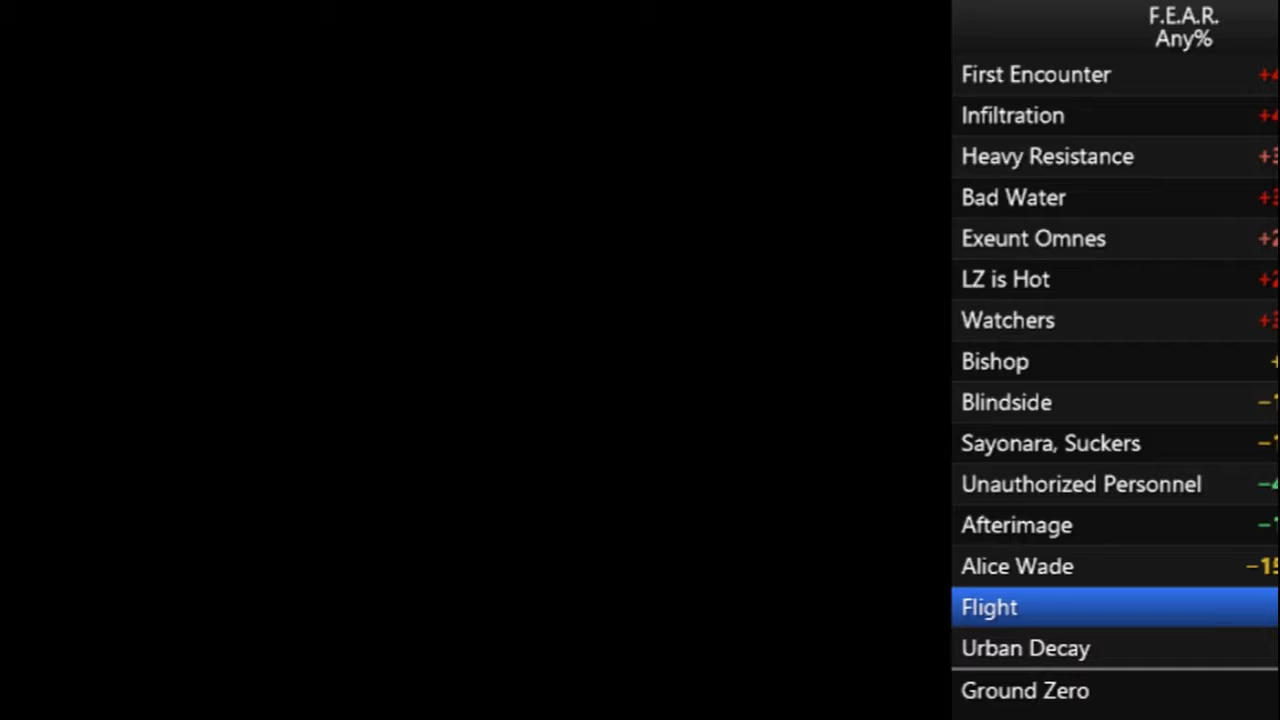 F.E.A.R.
Any%
First Encounter
Infiltration
Heavy Resistance
Bad Water
Exeunt Omnes
LZ is Hot
Watchers
Bishop
Blindside
Sayonara, Suckers
Unauthorized Personnel
Afterimage
Alice Wade
Flight
Urban Decay
Ground Zero